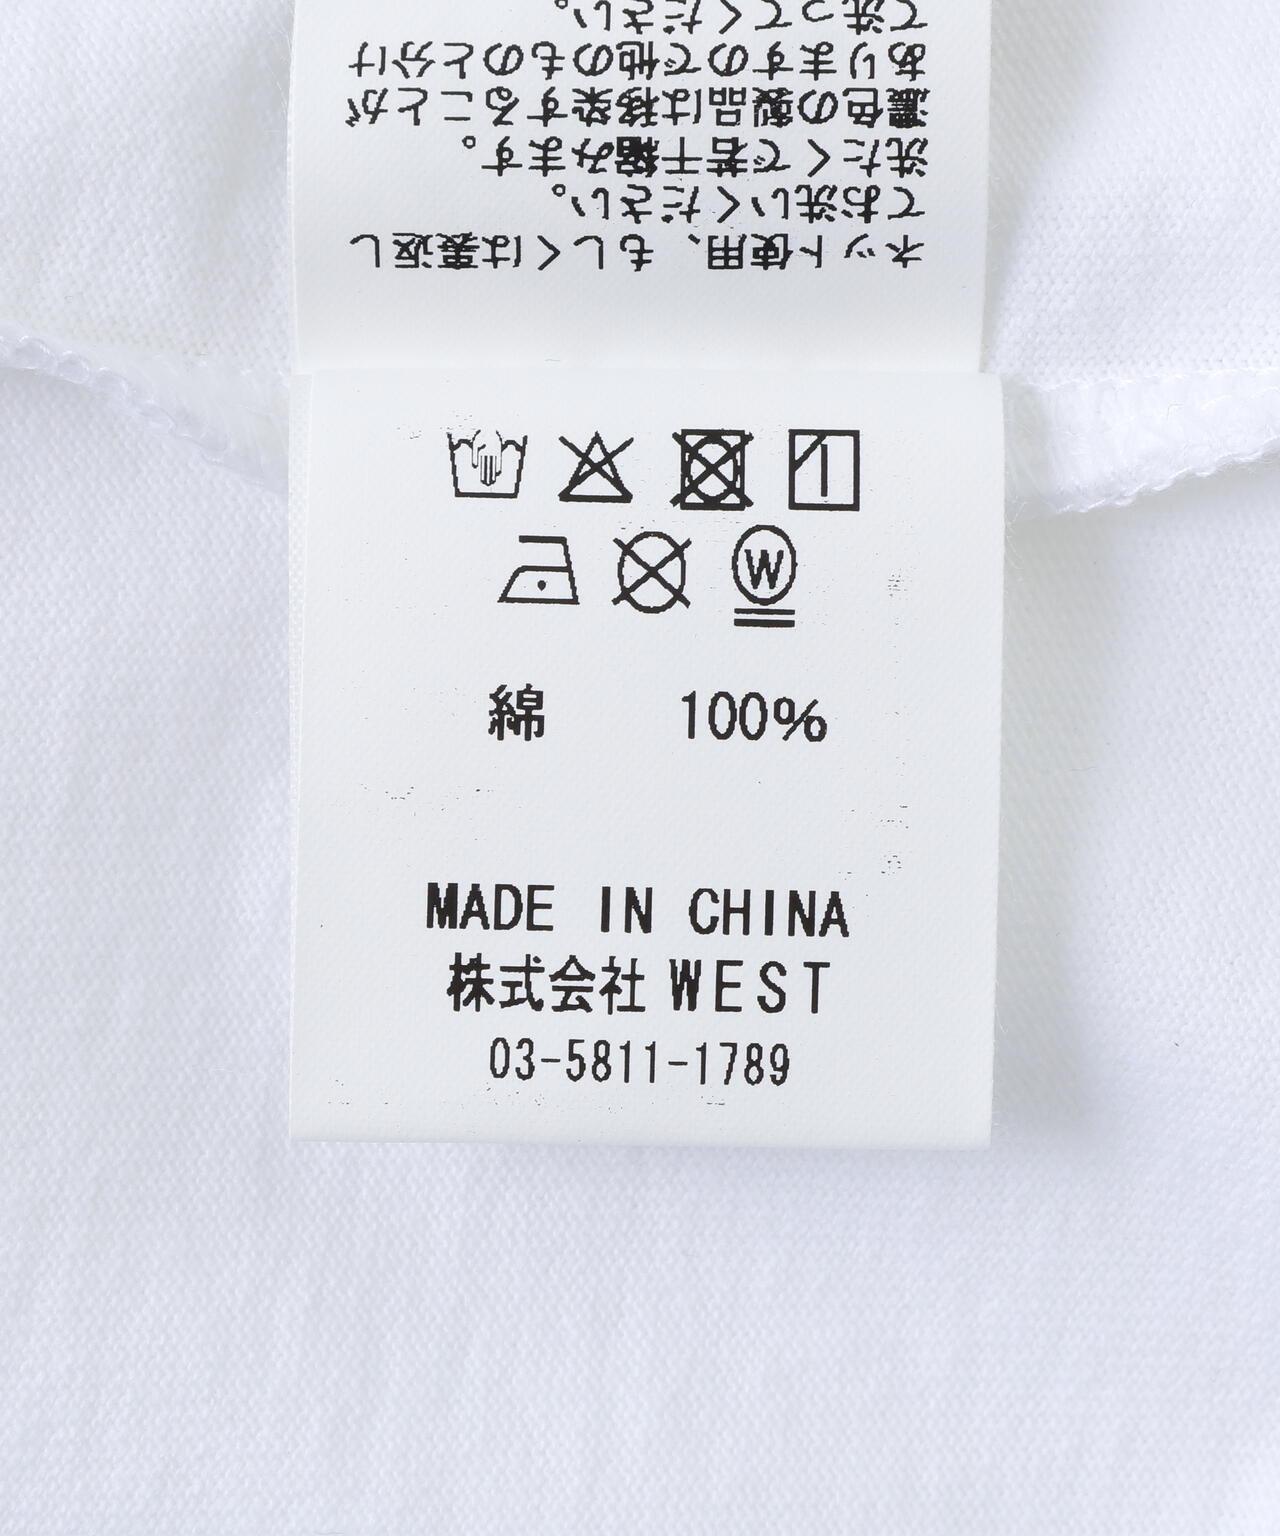 ネット使用、もしくは裏返し
てお洗いください。
洗たくで若干縮みます。
濃色の製品は移染することが
ありますので他のものと分け
て洗ってください。
W
綿 100%
MADE IN CHINA
株式会社 WEST
03-5811-1789